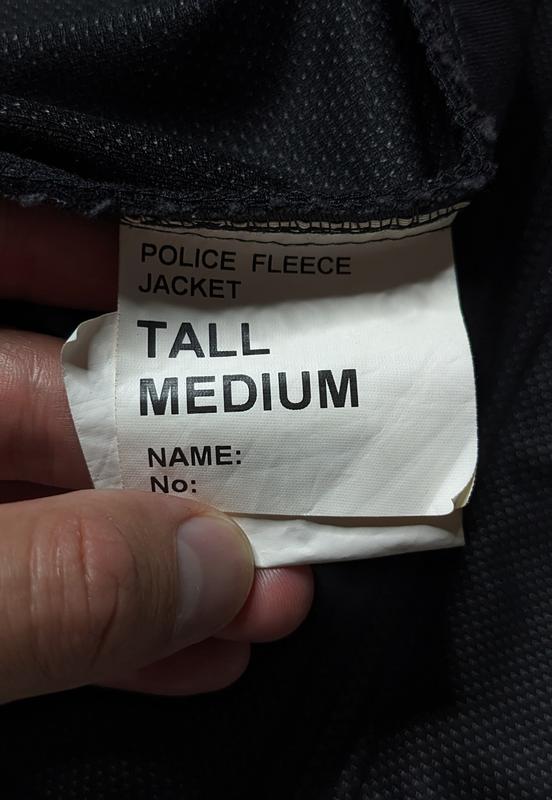 POLICE FLEECE
JACKET
TALL
MEDIUM
NAME:
No: